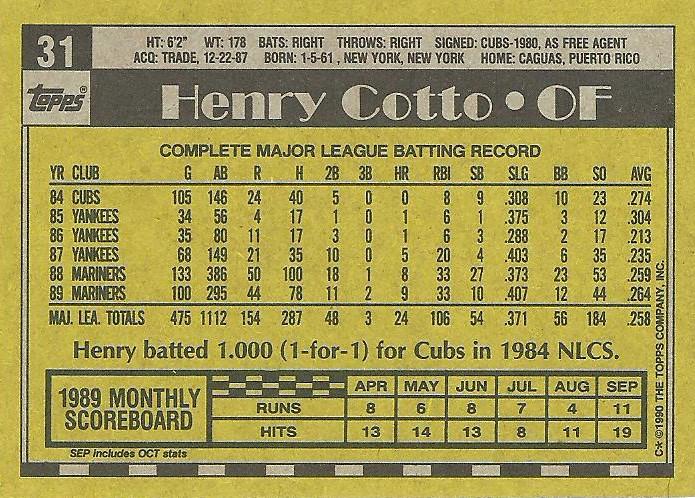 31
HT: 6'2" WT: 178 BATS: RIGHT THROWS: RIGHT SIGNED: CUBS-1980, AS FREE AGENT
ACQ: TRADE, 12-22-87 BORN: 1-5-61 , NEW YORK, NEW YORK HOME: CAGUAS, PUERTO RICO
topps®
Henry Cotto • OF
COMPLETE MAJOR LEAGUE BATTING RECORD
YR CLUB G AB R H 2B 3B HR RBI SB SLG BB SO AVG
84 CUBS 105 146 24 40 5 0 0 8 9 .308 10 23 .274
85 YANKEES 34 56 4 17 1 0 1 6 1 .375 3 12 .304
86 YANKEES 35 80 11 17 3 0 1 6 3 .288 2 17 .213
87 YANKEES 68 149 21 35 10 0 5 20 4 .403 6 35 .235
88 MARINERS 133 386 50 100 18 1 8 33 27 .373 23 53 .259
89 MARINERS 100 295 44 78 11 2 9 33 10 .407 12 44 .264
MAJ. LEA. TOTALS 475 1112 154 287 48 3 24 106 54 .371 56 184 .258
Henry batted 1.000 (1-for-1) for Cubs in 1984 NLCS.
1989 MONTHLY
SCOREBOARD
APR MAY JUN JUL AUG SEP
RUNS 8 6 8 7 4 11
HITS 13 14 13 8 11 19
SEP includes OCT stats
C* ©1990 THE TOPPS COMPANY, INC.